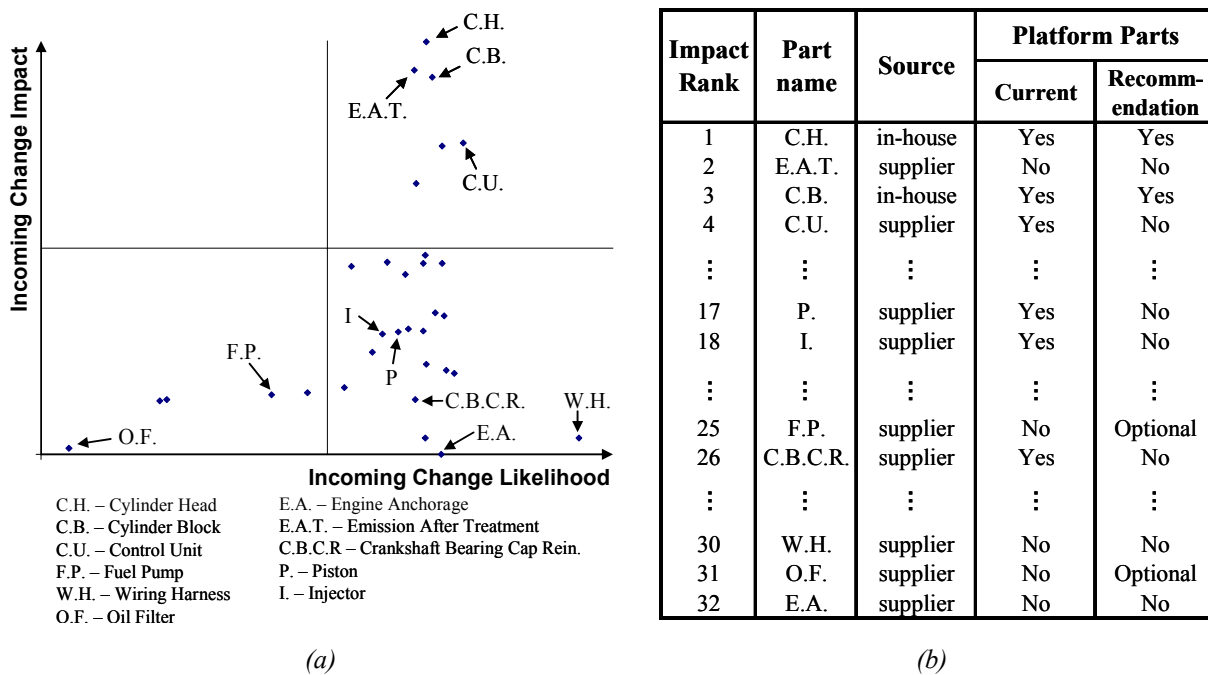 C.H.
C.B.
E.A.T.
C.U.
I
P
F.P.
C.B.C.R.
W.H.
O.F.
E.A.
Incoming Change Impact
Incoming Change Likelihood
C.H. – Cylinder Head
C.B. – Cylinder Block
C.U. – Control Unit
F.P. – Fuel Pump
W.H. – Wiring Harness
O.F. – Oil Filter
E.A. – Engine Anchorage
E.A.T. – Emission After Treatment
C.B.C.R – Crankshaft Bearing Cap Rein.
P. – Piston
I. – Injector
(a)
Impact Rank Part name Source Platform Parts
Current Recomm-endation
1 C.H. in-house Yes Yes
2 E.A.T. supplier No No
3 C.B. in-house Yes Yes
4 C.U. supplier Yes No
⋮ ⋮ ⋮ ⋮ ⋮
17 P. supplier Yes No
18 I. supplier Yes No
⋮ ⋮ ⋮ ⋮ ⋮
25 F.P. supplier No Optional
26 C.B.C.R. supplier Yes No
⋮ ⋮ ⋮ ⋮ ⋮
30 W.H. supplier No No
31 O.F. supplier No Optional
32 E.A. supplier No No
(b)